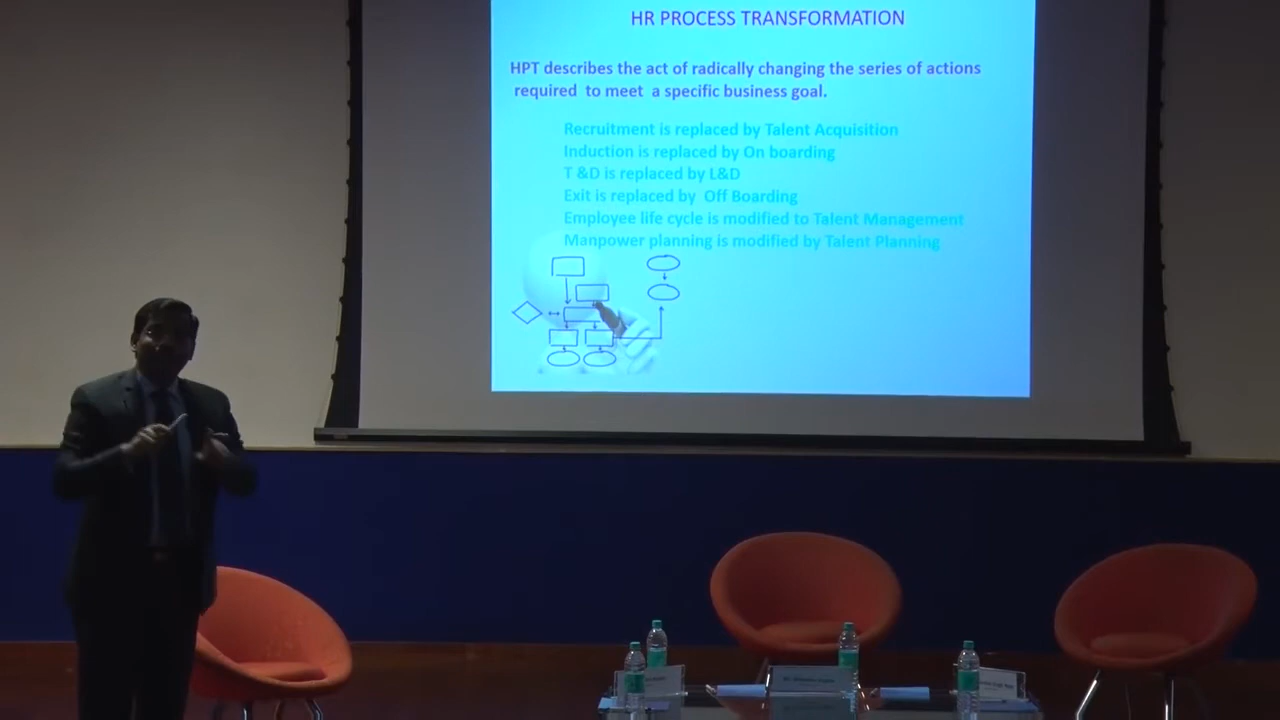 HR PROCESS TRANSFORMATION
HPT describes the act of radically changing the series of actions
required to meet a specific business goal.
Recruitment is replaced by Talent Acquisition
Induction is replaced by On boarding
T &D is replaced by L&D
Exit is replaced by Off Boarding
Employee life cycle is modified to Talent Management
Manpower planning is modified by Talent Planning